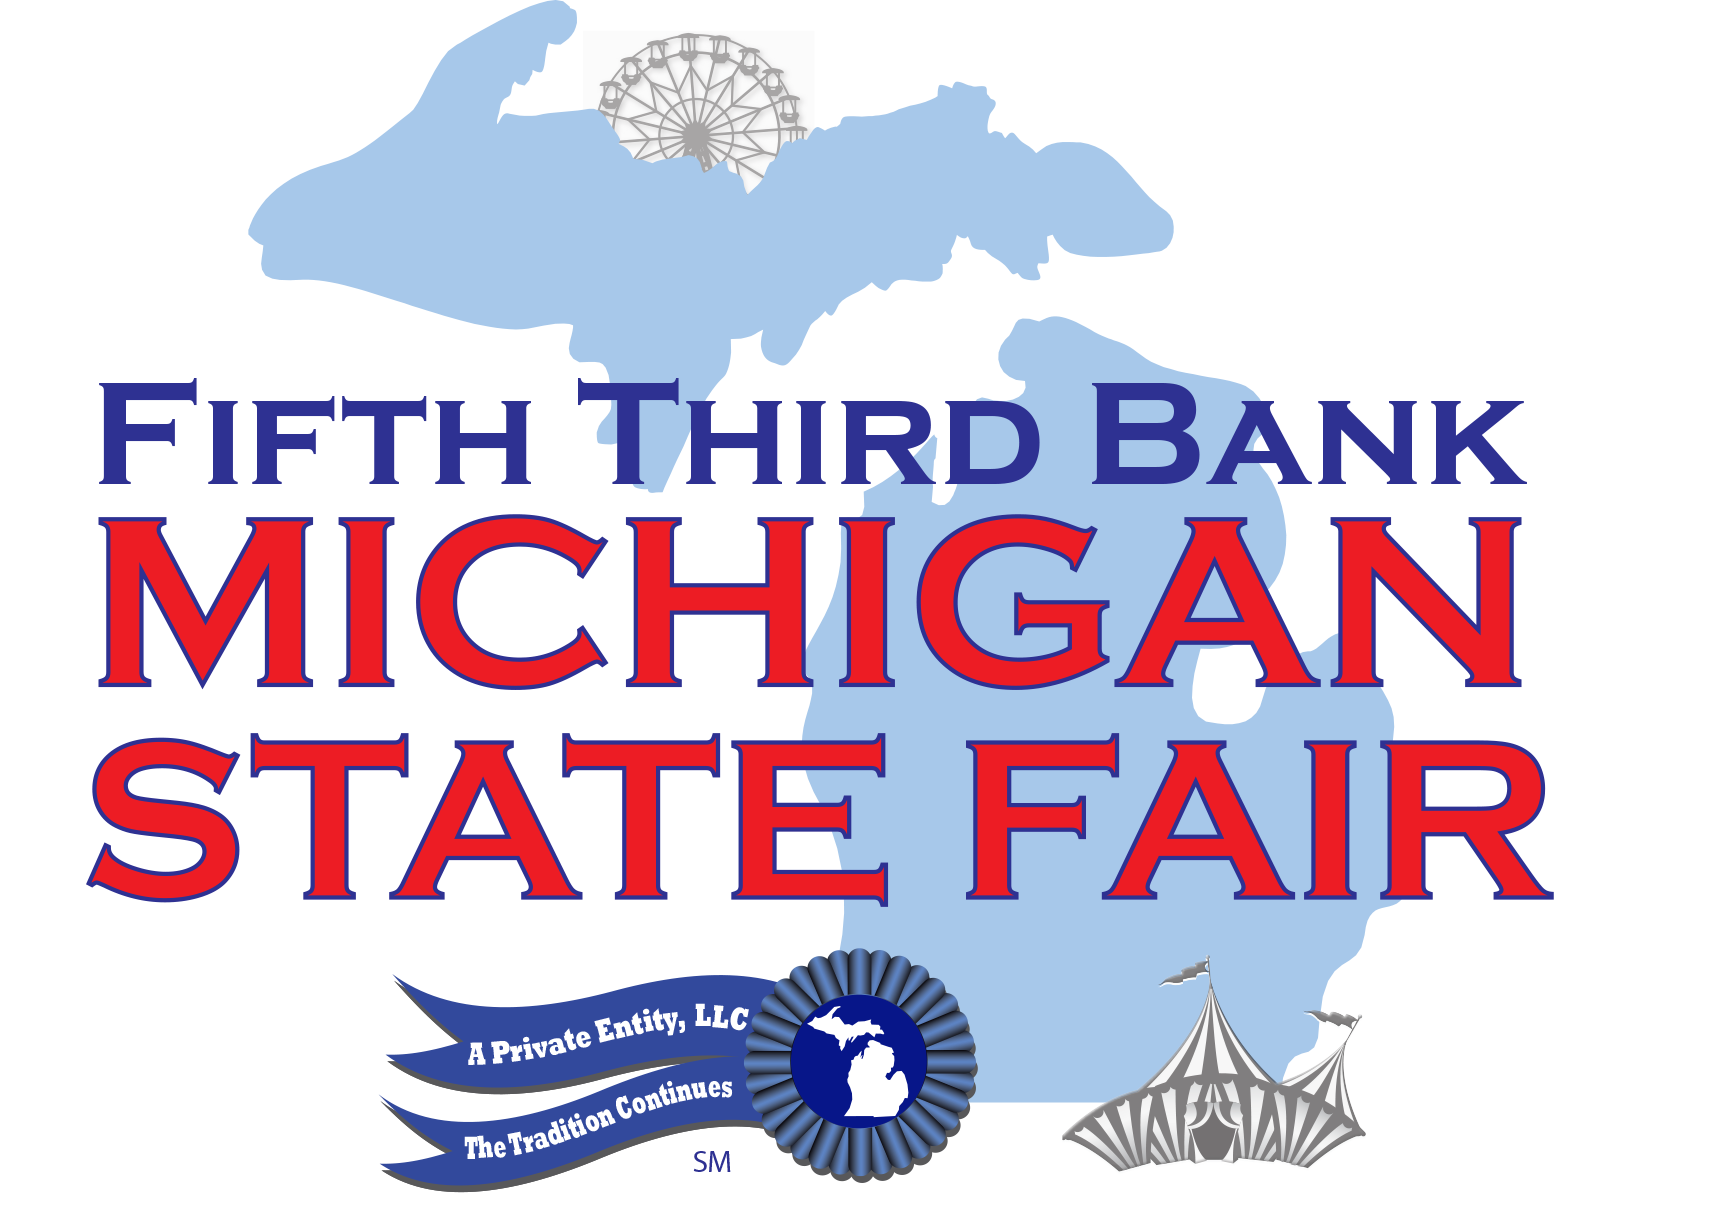 FIFTH THIRD BANK
MICHIGAN
STATE FAIR
A Private Entity, LLC
The Tradition Continues
SM